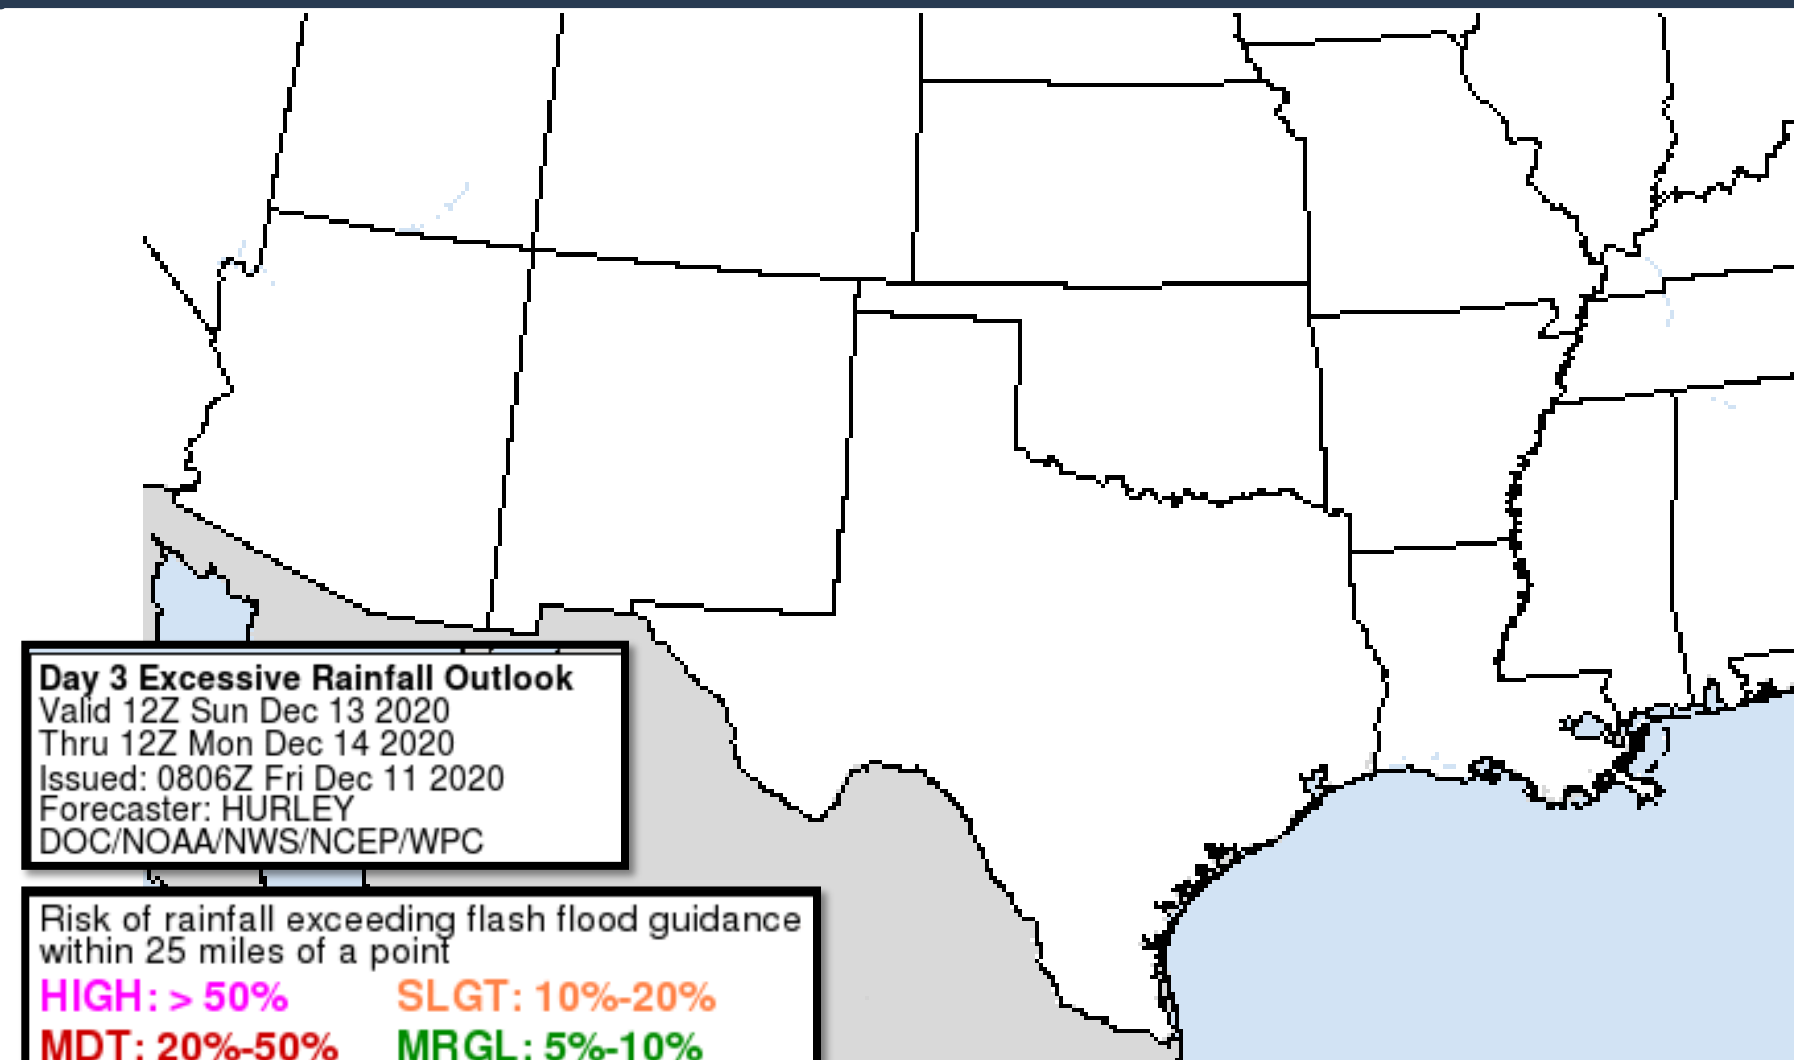 Day 3 Excessive Rainfall Outlook
Valid 12Z Sun Dec 13 2020
Thru 12Z Mon Dec 14 2020
Issued: 0806Z Fri Dec 11 2020
Forecaster: HURLEY
DOC/NOAA/NWS/NCEP/WPC
Risk of rainfall exceeding flash flood guidance
within 25 miles of a point
HIGH: > 50% SLGT: 10%-20%
MDT: 20%-50% MRGL: 5%-10%